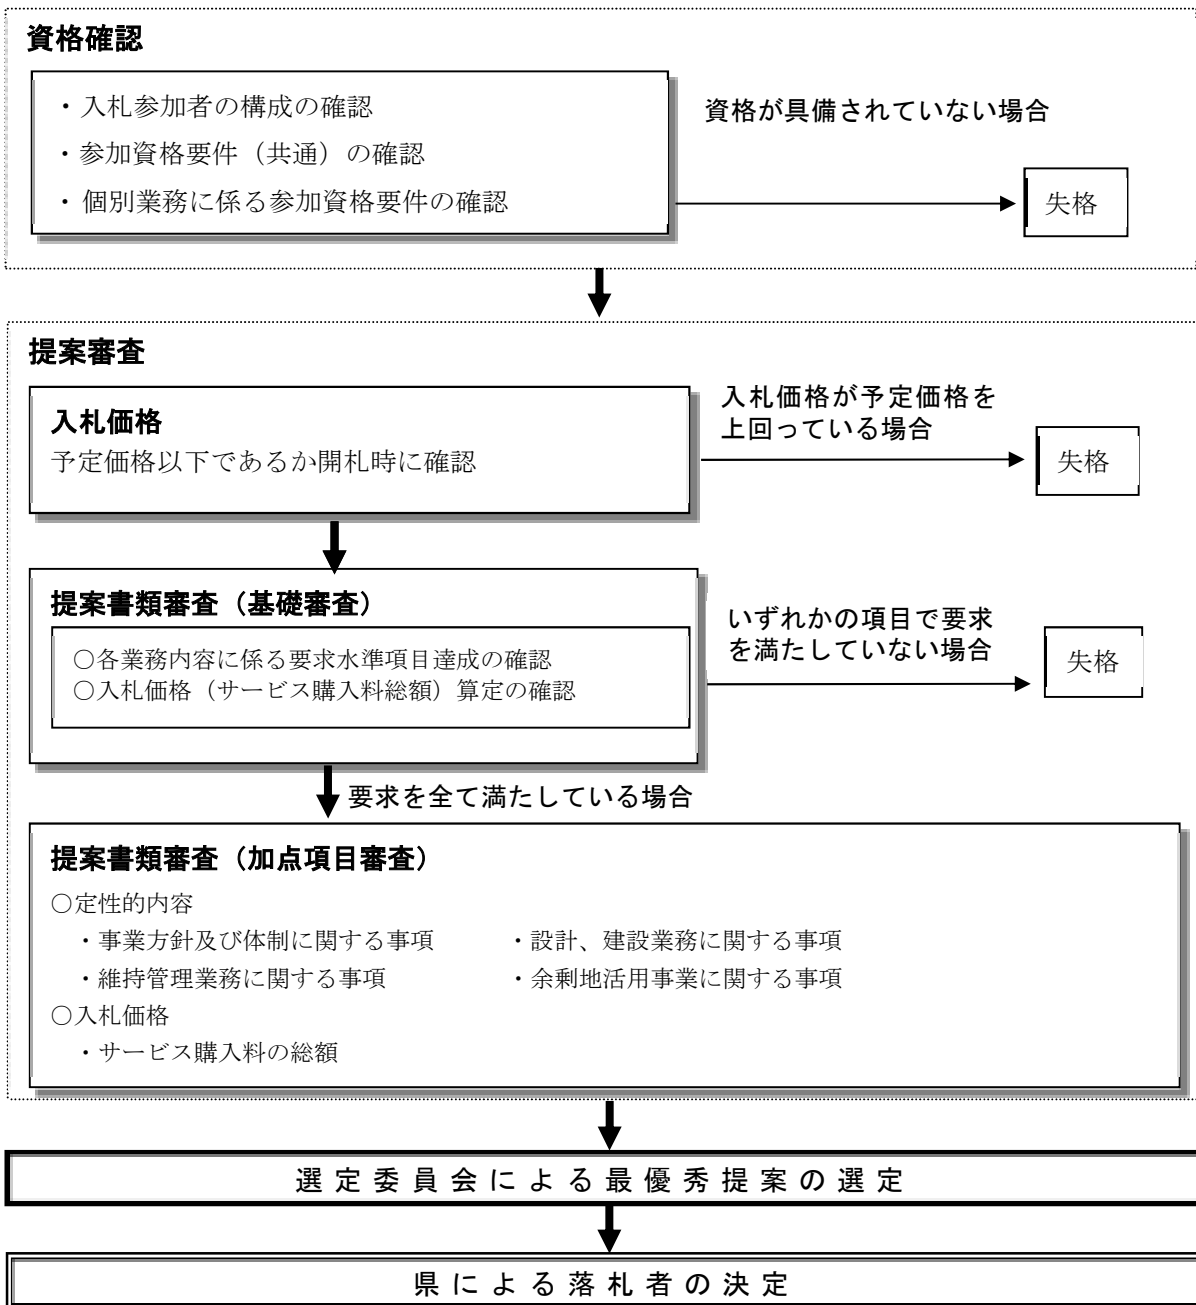 資格確認
・入札参加者の構成の確認
・参加資格要件（共通）の確認
・個別業務に係る参加資格要件の確認
資格が具備されていない場合
失格
提案審査
入札価格
予定価格以下であるか開札時に確認
入札価格が予定価格を
上回っている場合
失格
提案書類審査（基礎審査）
○各業務内容に係る要求水準項目達成の確認
○入札価格（サービス購入料総額）算定の確認
いずれかの項目で要求
を満たしていない場合
失格
要求を全て満たしている場合
提案書類審査（加点項目審査）
○定性的内容
・事業方針及び体制に関する事項　・設計、建設業務に関する事項
・維持管理業務に関する事項　・余剰地活用事業に関する事項
○入札価格
・サービス購入料の総額
選定委員会による最優秀提案の選定
県による落札者の決定